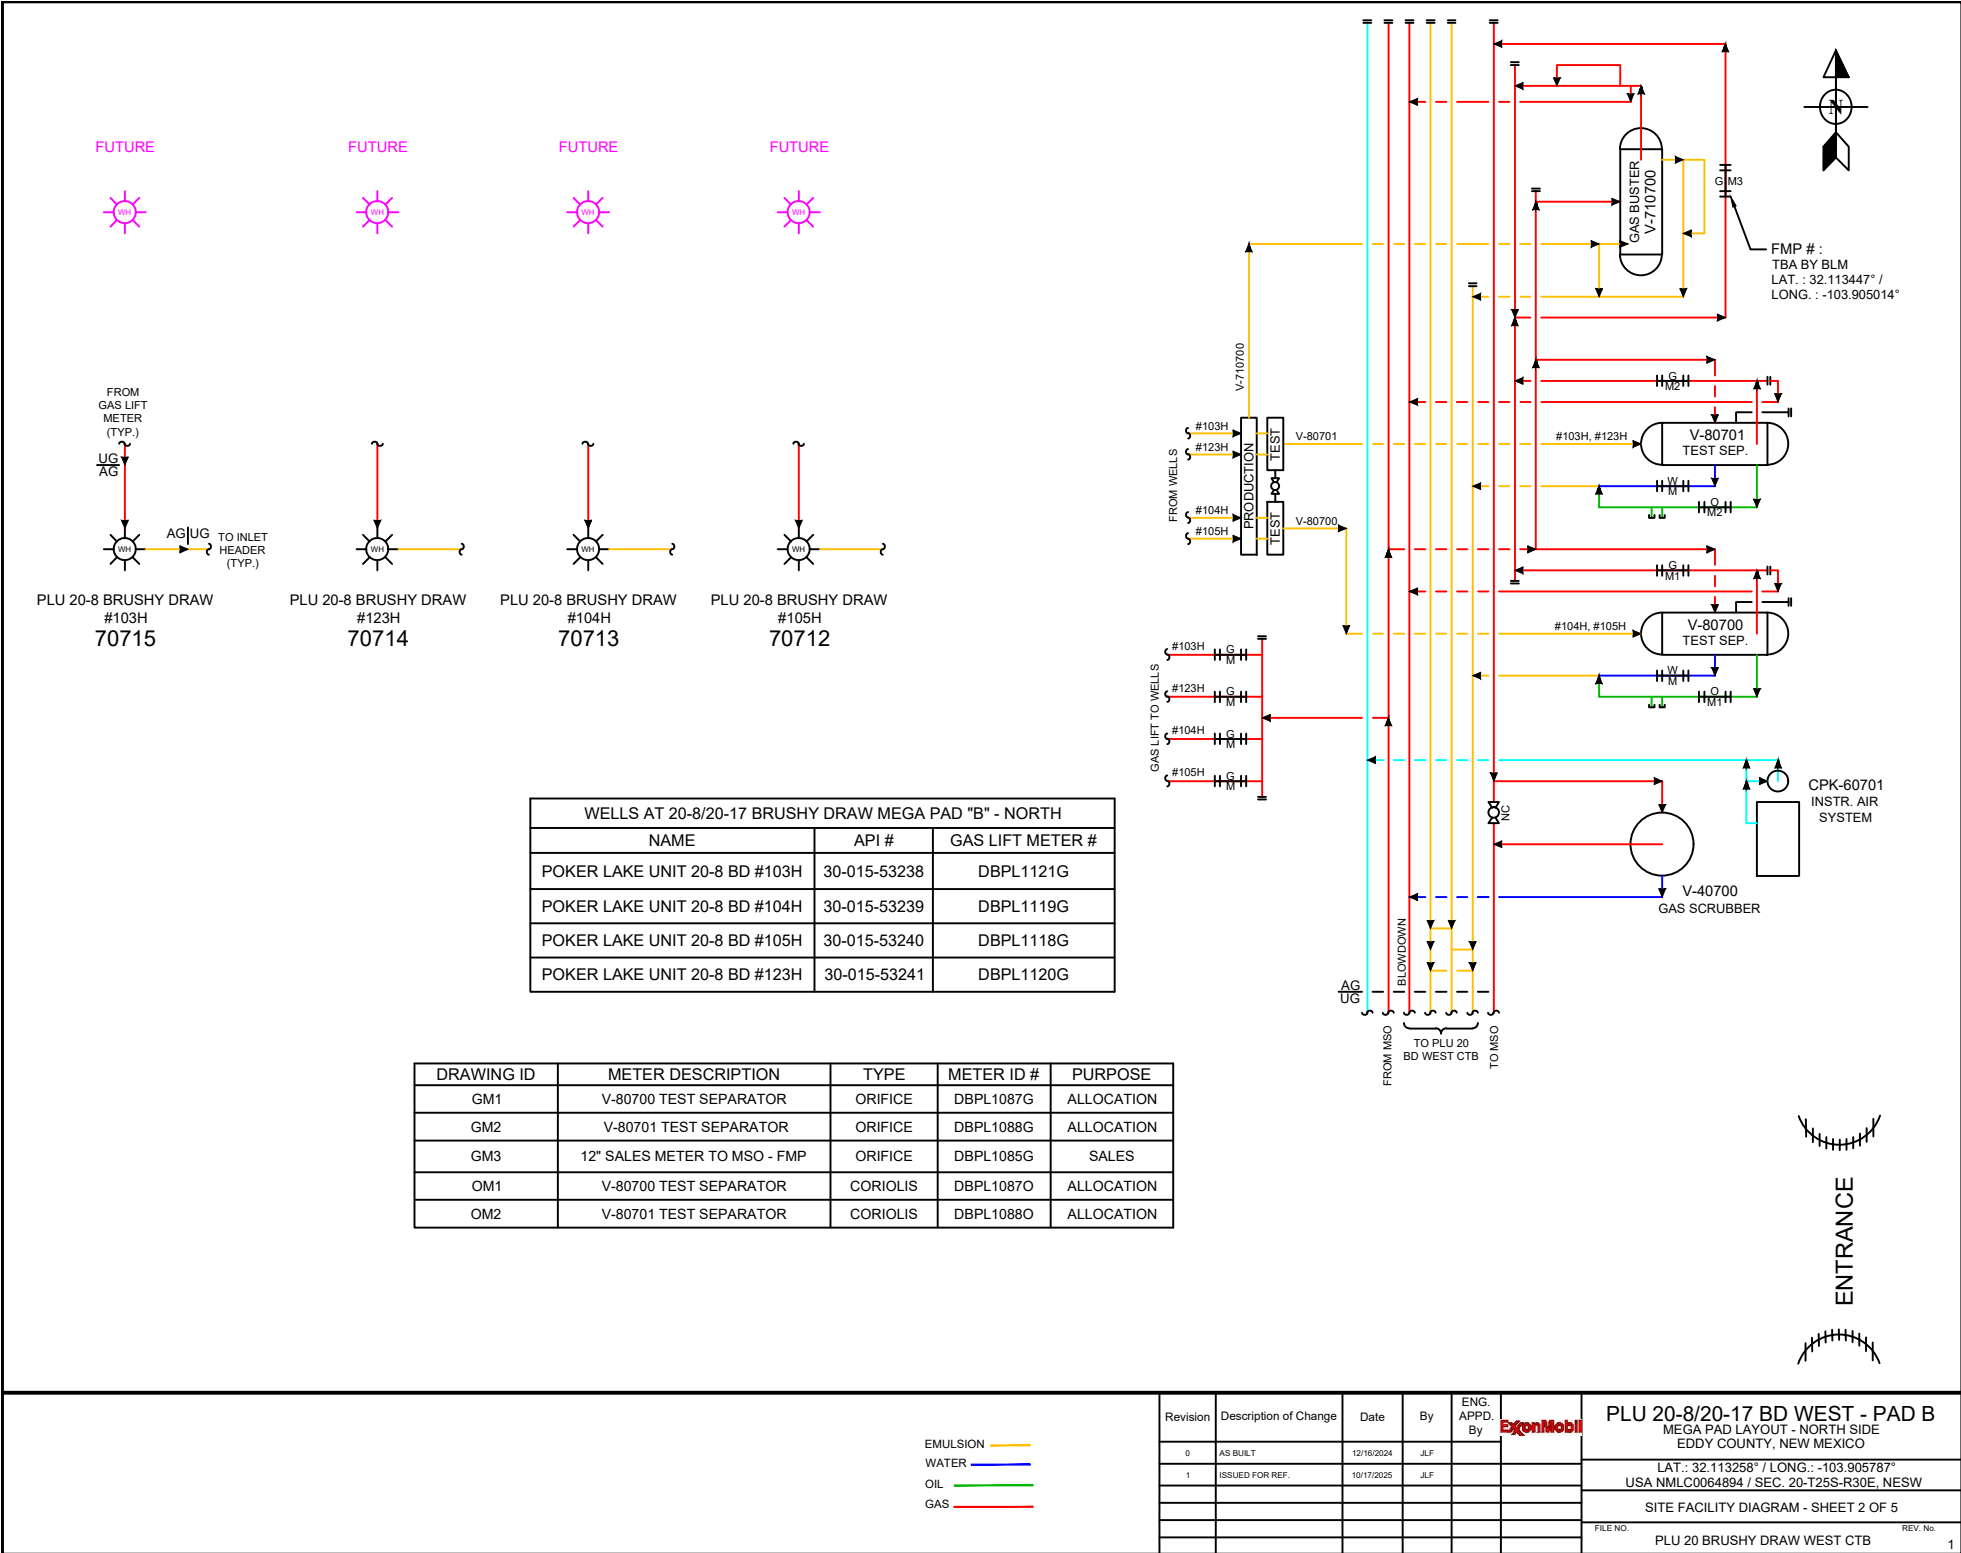 FUTURE
FUTURE
FUTURE
FUTURE
WH
WH
WH
WH
FROM
GAS LIFT
METER
(TYP.)
UG
AG
WH
AG|UG
TO INLET
HEADER
(TYP.)
WH
WH
WH
PLU 20-8 BRUSHY DRAW
#103H
70715
PLU 20-8 BRUSHY DRAW
#123H
70714
PLU 20-8 BRUSHY DRAW
#104H
70713
PLU 20-8 BRUSHY DRAW
#105H
70712
N
GAS BUSTER
V-710700
GM3
FMP # :
TBA BY BLM
LAT. : 32.113447° /
LONG. : -103.905014°
V-710700
FROM WELLS
#103H
#123H
#104H
#105H
PRODUCTION
TEST
TEST
V-80701
V-80700
G
M2
#103H, #123H
V-80701
TEST SEP.
W
M
O
M2
G
M1
#104H, #105H
V-80700
TEST SEP.
W
M
O
M1
GAS LIFT TO WELLS
#103H
G
M
#123H
G
M
#104H
G
M
#105H
G
M
CPK-60701
INSTR. AIR
SYSTEM
NC
V-40700
GAS SCRUBBER
BLOWDOWN
AG
UG
FROM MSO
TO PLU 20
BD WEST CTB
TO MSO
WELLS AT 20-8/20-17 BRUSHY DRAW MEGA PAD "B" - NORTH
NAME API # GAS LIFT METER #
POKER LAKE UNIT 20-8 BD #103H 30-015-53238 DBPL1121G
POKER LAKE UNIT 20-8 BD #104H 30-015-53239 DBPL1119G
POKER LAKE UNIT 20-8 BD #105H 30-015-53240 DBPL1118G
POKER LAKE UNIT 20-8 BD #123H 30-015-53241 DBPL1120G
DRAWING ID METER DESCRIPTION TYPE METER ID # PURPOSE
GM1 V-80700 TEST SEPARATOR ORIFICE DBPL1087G ALLOCATION
GM2 V-80701 TEST SEPARATOR ORIFICE DBPL1088G ALLOCATION
GM3 12" SALES METER TO MSO - FMP ORIFICE DBPL1085G SALES
OM1 V-80700 TEST SEPARATOR CORIOLIS DBPL1087O ALLOCATION
OM2 V-80701 TEST SEPARATOR CORIOLIS DBPL1088O ALLOCATION
ENTRANCE
EMULSION
WATER
OIL
GAS
Revision Description of Change Date By ENG. APPD. By
0 AS BUILT 12/16/2024 JLF
1 ISSUED FOR REF. 10/17/2025 JLF
ExxonMobil
PLU 20-8/20-17 BD WEST - PAD B
MEGA PAD LAYOUT - NORTH SIDE
EDDY COUNTY, NEW MEXICO
LAT.: 32.113258° / LONG.: -103.905787°
USA NMLC0064894 / SEC. 20-T25S-R30E, NESW
SITE FACILITY DIAGRAM - SHEET 2 OF 5
FILE NO. REV. No.
PLU 20 BRUSHY DRAW WEST CTB 1